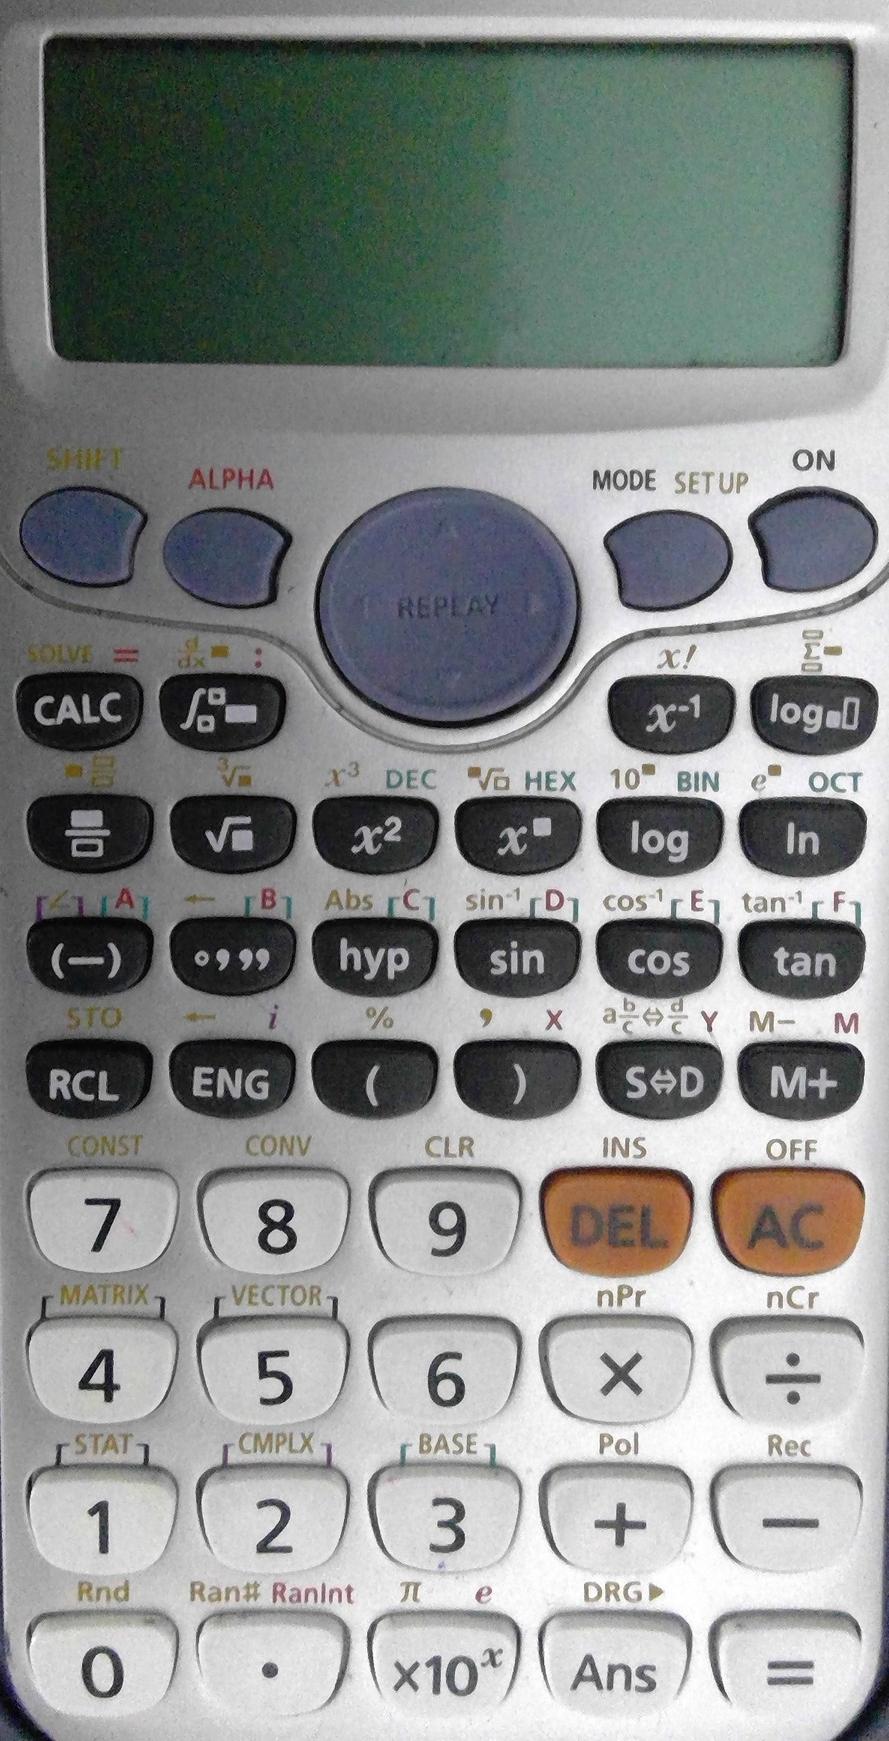 SHIFT ALPHA MODE SETUP ON
REPLAY
SOLVE = d/dx■ : x! Σ■
CALC ∫■ x⁻¹ log■□
■■/□ ³√■ x³ DEC ■√□ HEX 10■ BIN e■ OCT
■/□ √■ x² x■ log ln
∠ A ← B Abs C sin⁻¹ D cos⁻¹ E tan⁻¹ F
(−) °,,, hyp sin cos tan
STO ← i % , X a b/c⇔d/c Y M− M
RCL ENG ( ) S⇔D M+
CONST CONV CLR INS OFF
7 8 9 DEL AC
MATRIX VECTOR nPr nCr
4 5 6 × ÷
STAT CMPLX BASE Pol Rec
1 2 3 + −
Rnd Ran# RanInt π e DRG▶
0 . ×10ˣ Ans =